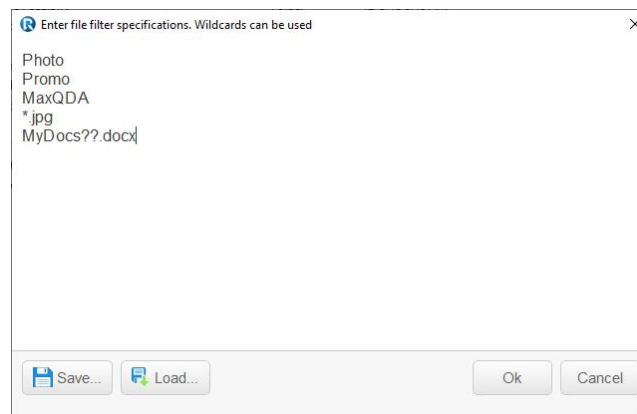 Enter file filter specifications. Wildcards can be used
Photo
Promo
MaxQDA
*.jpg
MyDocs??.docx
Save... Load... Ok Cancel